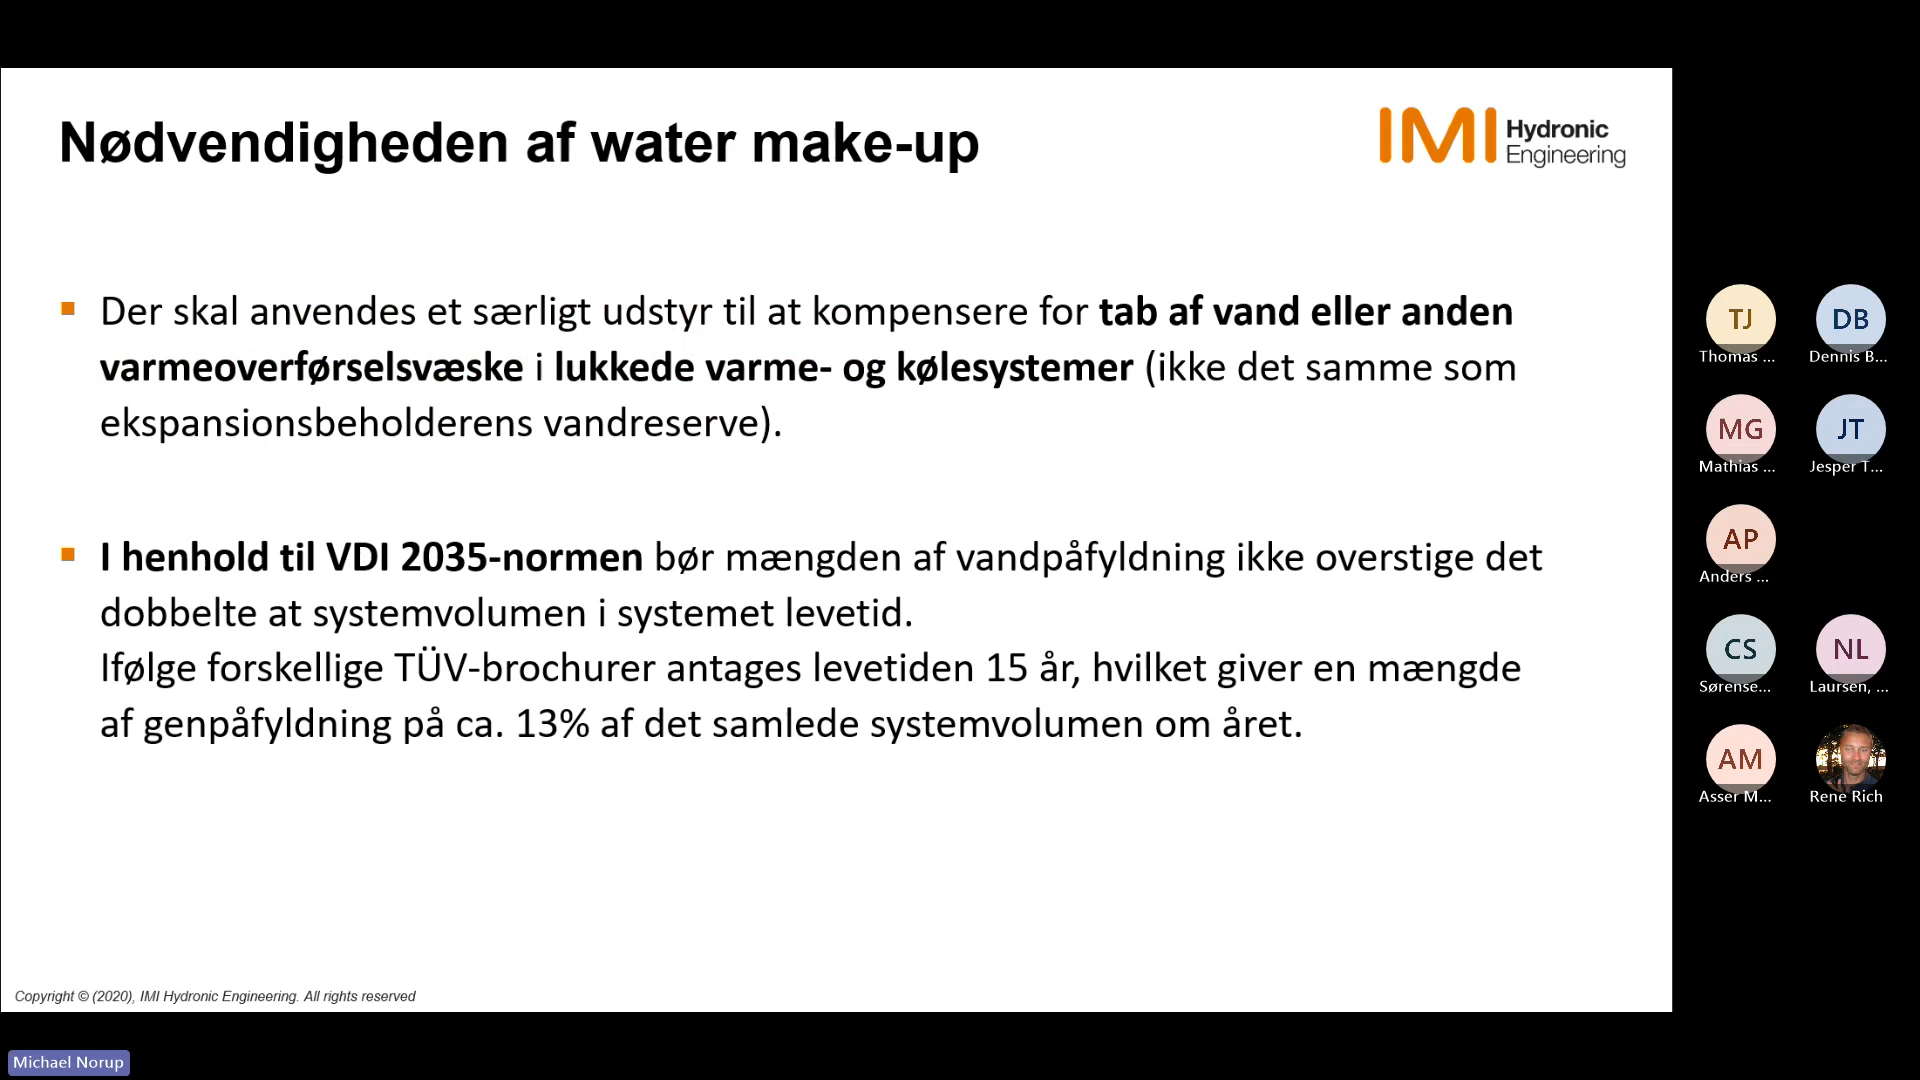 Nødvendigheden af water make-up
IMI Hydronic
Engineering
Der skal anvendes et særligt udstyr til at kompensere for tab af vand eller anden
varmeoverførselsvæske i lukkede varme- og kølesystemer (ikke det samme som
ekspansionsbeholderens vandreserve).
I henhold til VDI 2035-normen bør mængden af vandpåfyldning ikke overstige det
dobbelte at systemvolumen i systemet levetid.
Ifølge forskellige TÜV-brochurer antages levetiden 15 år, hvilket giver en mængde
af genpåfyldning på ca. 13% af det samlede systemvolumen om året.
Copyright © (2020), IMI Hydronic Engineering. All rights reserved
Michael Norup
TJ DB
Thomas ... Dennis B...
MG JT
Mathias ... Jesper T...
AP
Anders ...
CS NL
Sørense... Laursen, ...
AM
Asser M... Rene Rich